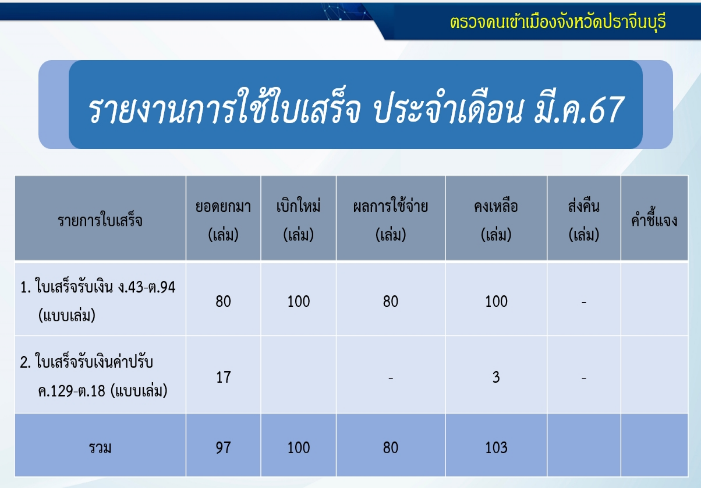 ตรวจคนเข้าเมืองจังหวัดปราจีนบุรี
รายงานการใช้ใบเสร็จ ประจำเดือน มี.ค.67
รายการใบเสร็จ ยอดยกมา (เล่ม) เบิกใหม่ (เล่ม) ผลการใช้จ่าย (เล่ม) คงเหลือ (เล่ม) ส่งคืน (เล่ม) คำชี้แจง
1. ใบเสร็จรับเงิน ง.43-ต.94 (แบบเล่ม) 80 100 80 100 -
2. ใบเสร็จรับเงินค่าปรับ ค.129-ต.18 (แบบเล่ม) 17 - 3 -
รวม 97 100 80 103